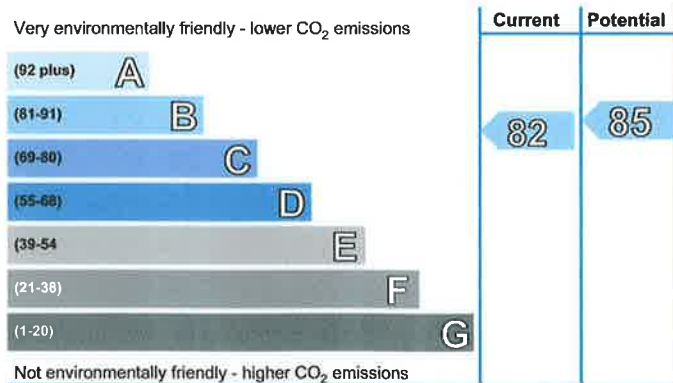 Current Potential
Very environmentally friendly - lower CO₂ emissions
(92 plus) A
(81-91) B
82 85
(69-80) C
(55-68) D
(39-54 E
(21-38) F
(1-20) G
Not environmentally friendly - higher CO₂ emissions